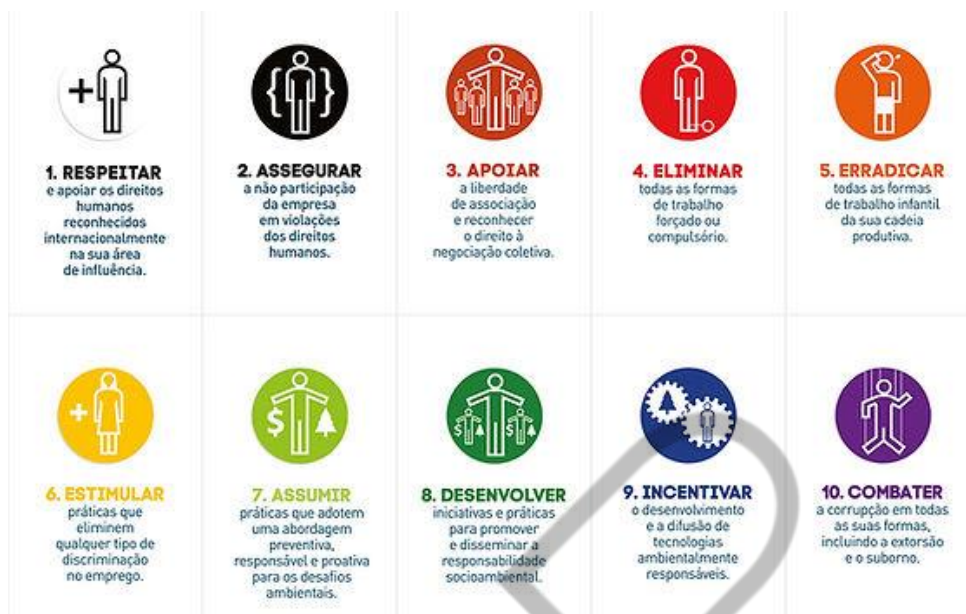 1. RESPEITAR
e apoiar os direitos
humanos
reconhecidos
internacionalmente
na sua área
de influência.
2. ASSEGURAR
a não participação
da empresa
em violações
dos direitos
humanos.
3. APOIAR
a liberdade
de associação
e reconhecer
o direito à
negociação coletiva.
4. ELIMINAR
todas as formas
de trabalho
forçado ou
compulsório.
5. ERRADICAR
todas as formas
de trabalho infantil
da sua cadeia
produtiva.
6. ESTIMULAR
práticas que
eliminem
qualquer tipo de
discriminação
no emprego.
7. ASSUMIR
práticas que adotem
uma abordagem
preventiva,
responsável e proativa
para os desafios
ambientais.
8. DESENVOLVER
iniciativas e práticas
para promover
e disseminar a
responsabilidade
socioambiental.
9. INCENTIVAR
o desenvolvimento
e a difusão de
tecnologias
ambientalmente
responsáveis.
10. COMBATER
a corrupção em todas
as suas formas,
incluindo a extorsão
e o suborno.